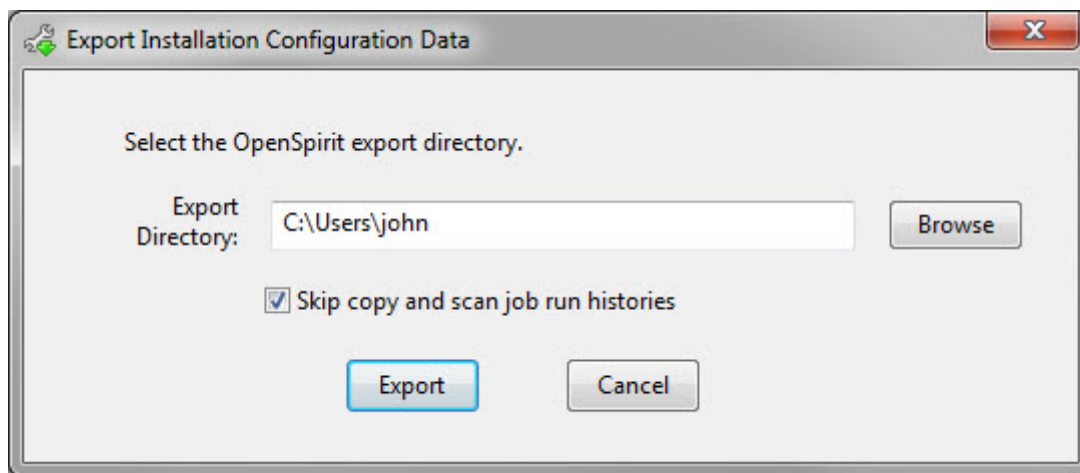 Export Installation Configuration Data
Select the OpenSpirit export directory.
Export
Directory:
C:\Users\john
Browse
Skip copy and scan job run histories
Export
Cancel